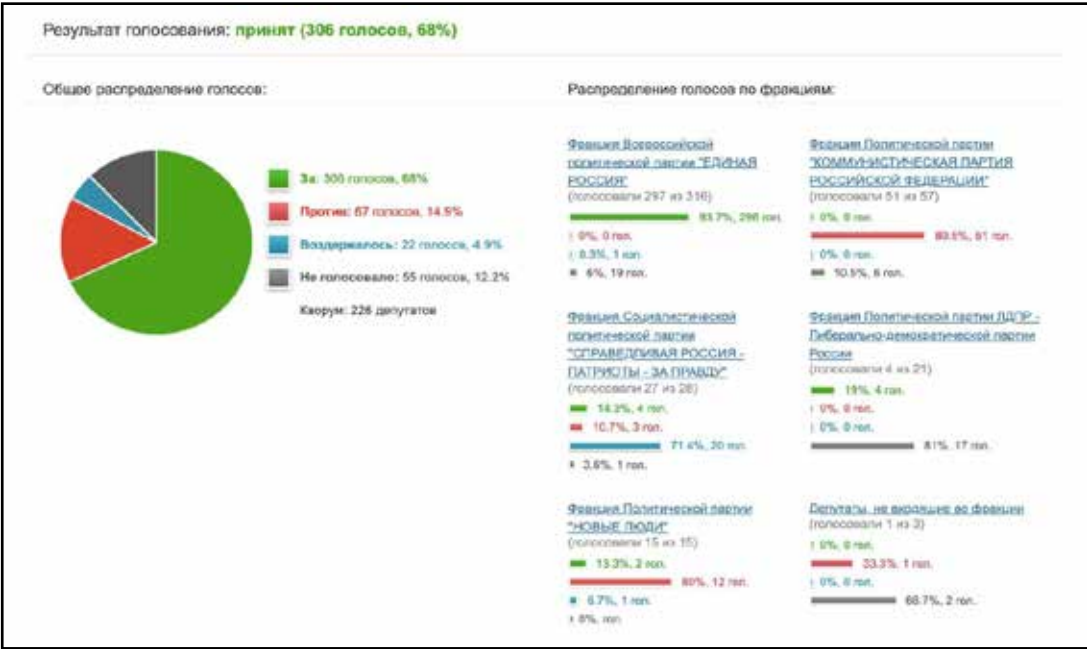 Результат голосования: принят (306 голосов, 68%)
Общее распределение голосов:
За: 306 голосов, 68%
Против: 67 голосов, 14.9%
Воздержалось: 22 голосов, 4.9%
Не голосовало: 55 голосов, 12.2%
Кворум: 226 депутатов
Распределение голосов по фракциям:
Фракция Всероссийской
политической партии "ЕДИНАЯ
РОССИЯ"
(голосовали 297 из 316)
93.7%, 296 гол.
0%, 0 гол.
0.3%, 1 гол.
6%, 19 гол.
Фракция Политической партии
"КОММУНИСТИЧЕСКАЯ ПАРТИЯ
РОССИЙСКОЙ ФЕДЕРАЦИИ"
(голосовали 51 из 57)
0%, 0 гол.
89.5%, 51 гол.
0%, 0 гол.
10.5%, 6 гол.
Фракция Социалистической
политической партии
"СПРАВЕДЛИВАЯ РОССИЯ -
ПАТРИОТЫ - ЗА ПРАВДУ"
(голосовали 27 из 28)
14.3%, 4 гол.
10.7%, 3 гол.
71.4%, 20 гол.
3.6%, 1 гол.
Фракция Политической партии ЛДПР -
Либерально-демократической партии
России
(голосовали 4 из 21)
19%, 4 гол.
0%, 0 гол.
0%, 0 гол.
81%, 17 гол.
Фракция Политической партии
"НОВЫЕ ЛЮДИ"
(голосовали 15 из 15)
13.3%, 2 гол.
80%, 12 гол.
6.7%, 1 гол.
0%, гол.
Депутаты, не входящие во фракции
(голосовали 1 из 3)
0%, 0 гол.
33.3%, 1 гол.
0%, 0 гол.
66.7%, 2 гол.